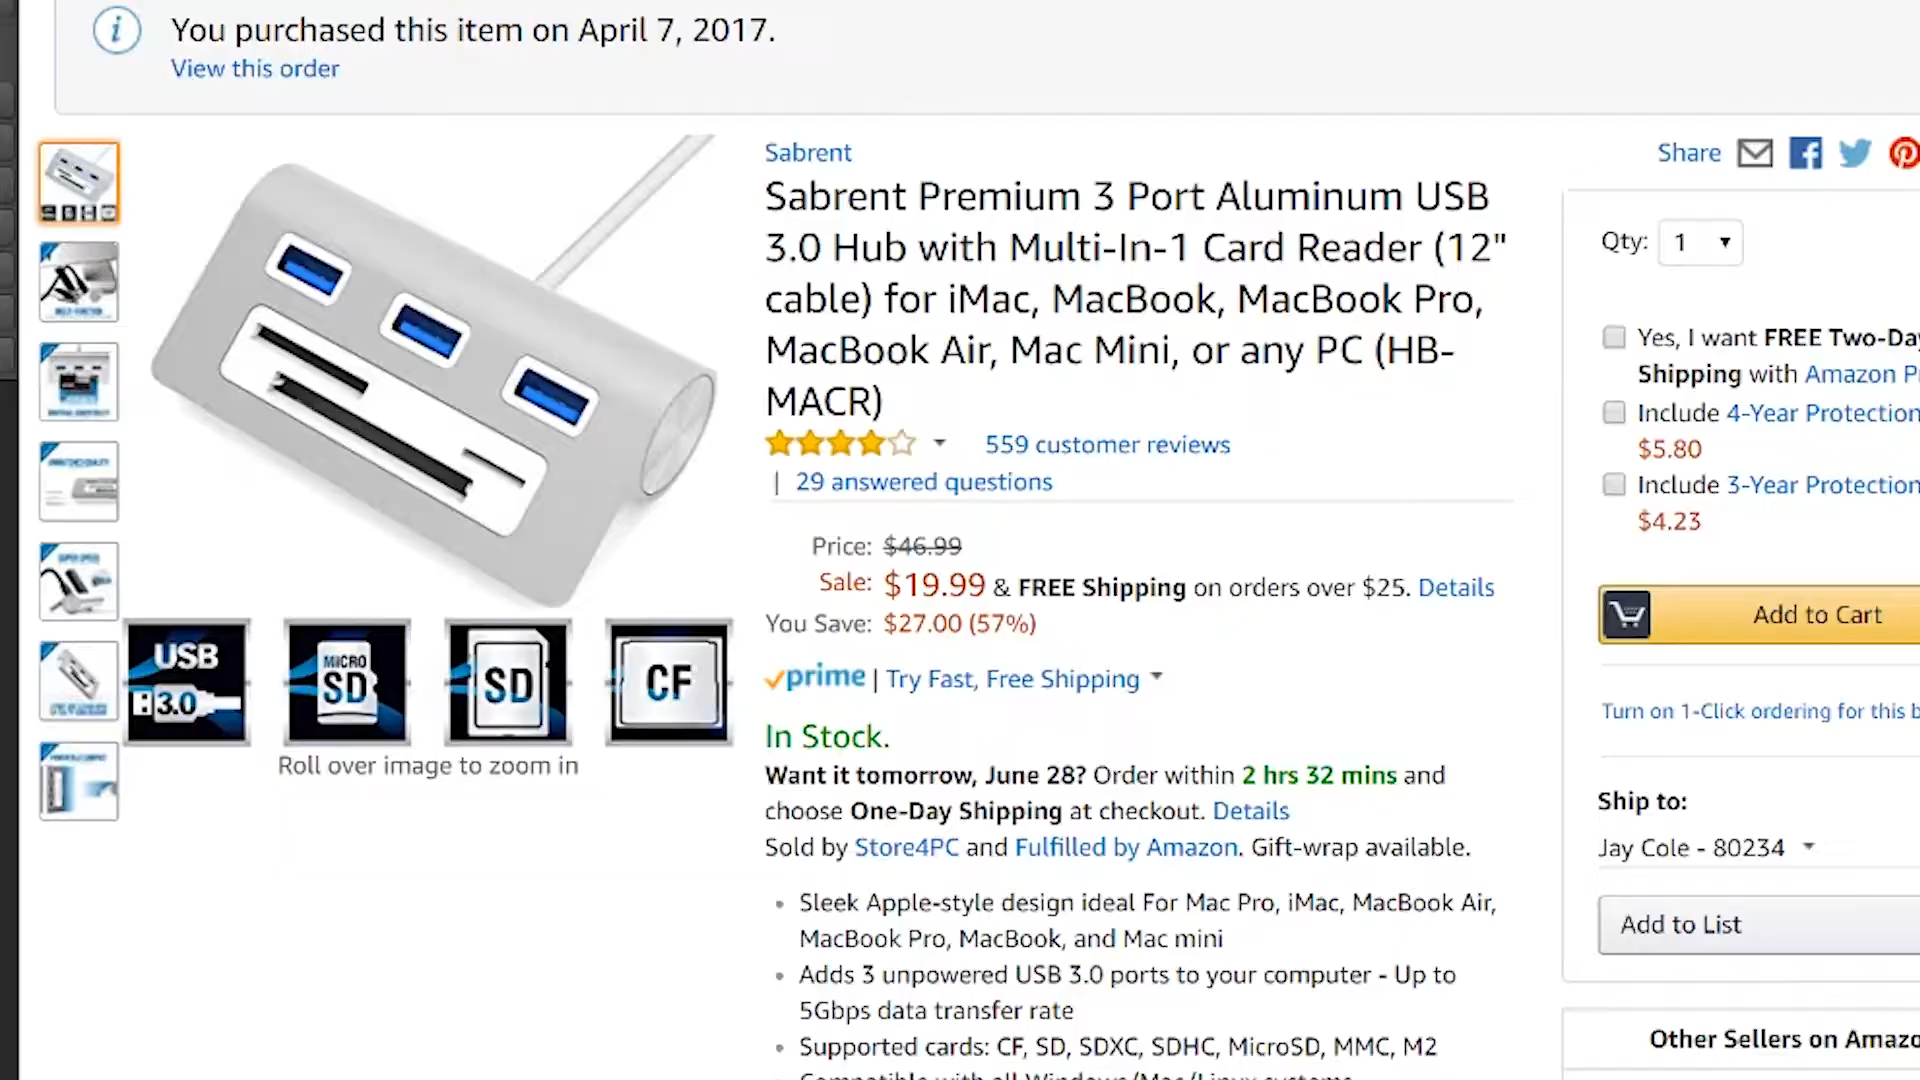 You purchased this item on April 7, 2017.
View this order
Sabrent
Sabrent Premium 3 Port Aluminum USB
3.0 Hub with Multi-In-1 Card Reader (12"
cable) for iMac, MacBook, MacBook Pro,
MacBook Air, Mac Mini, or any PC (HB-
MACR)
559 customer reviews
| 29 answered questions
Price: $46.99
Sale: $19.99 & FREE Shipping on orders over $25. Details
You Save: $27.00 (57%)
prime | Try Fast, Free Shipping
In Stock.
Want it tomorrow, June 28? Order within 2 hrs 32 mins and
choose One-Day Shipping at checkout. Details
Sold by Store4PC and Fulfilled by Amazon. Gift-wrap available.
Sleek Apple-style design ideal For Mac Pro, iMac, MacBook Air,
MacBook Pro, MacBook, and Mac mini
Adds 3 unpowered USB 3.0 ports to your computer - Up to
5Gbps data transfer rate
Supported cards: CF, SD, SDXC, SDHC, MicroSD, MMC, M2
Compatible with all Windows/Mac/Linux systems
USB
3.0
MICRO
SD
SD
CF
Roll over image to zoom in
Share
Qty: 1
Yes, I want FREE Two-Day
Shipping with Amazon Pr
Include 4-Year Protection
$5.80
Include 3-Year Protection
$4.23
Add to Cart
Turn on 1-Click ordering for this b
Ship to:
Jay Cole - 80234
Add to List
Other Sellers on Amazo